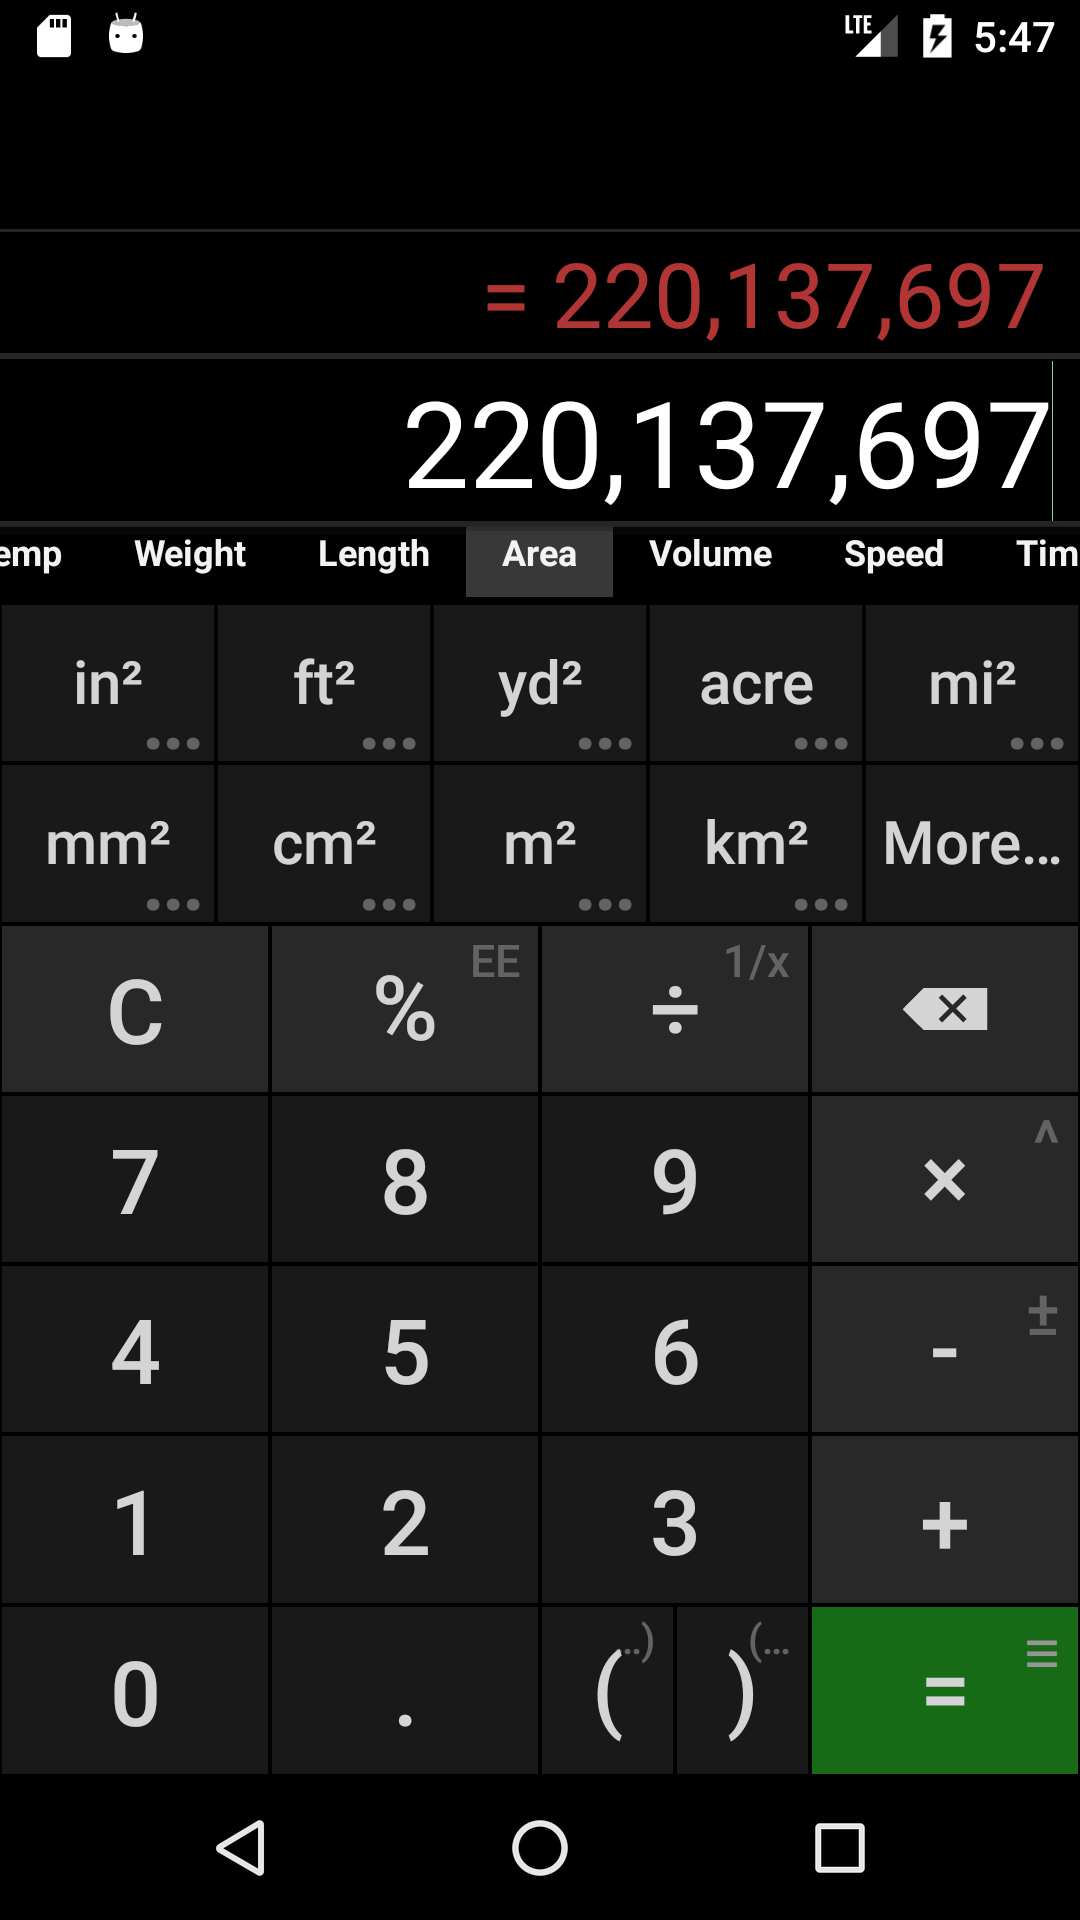 LTE 5:47
= 220,137,697
220,137,697
emp Weight Length Area Volume Speed Tim
in² ft² yd² acre mi²
mm² cm² m² km² More...
C % EE ÷ 1/x
7 8 9 × ^
4 5 6 - ±
1 2 3 +
0 . ( ..) ) (... =